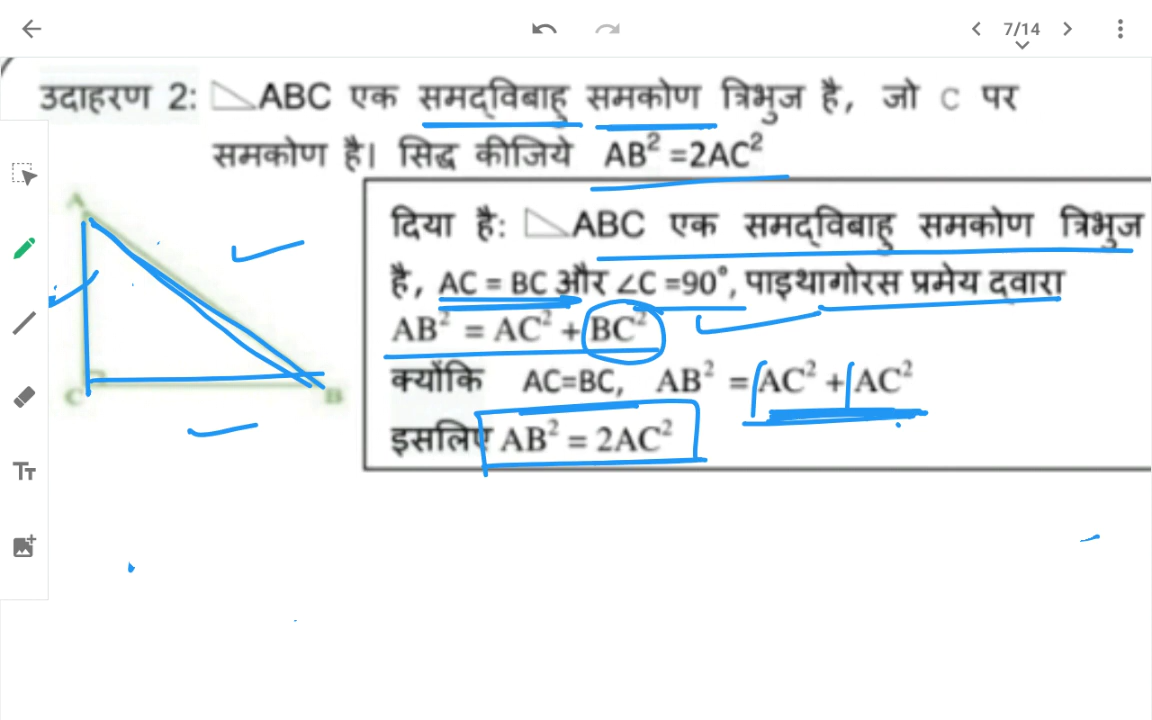 7/14
उदाहरण 2: ABC एक समद्विबाहु समकोण त्रिभुज है, जो C पर
समकोण है। सिद्ध कीजिये AB² =2AC²
A
C
B
दिया है: ABC एक समद्विबाहु समकोण त्रिभुज
है, AC = BC और ∠C =90°, पाइथागोरस प्रमेय द्वारा
AB² = AC² + BC²
क्योंकि AC=BC, AB² = AC² + AC²
इसलिए AB² = 2AC²
Tт